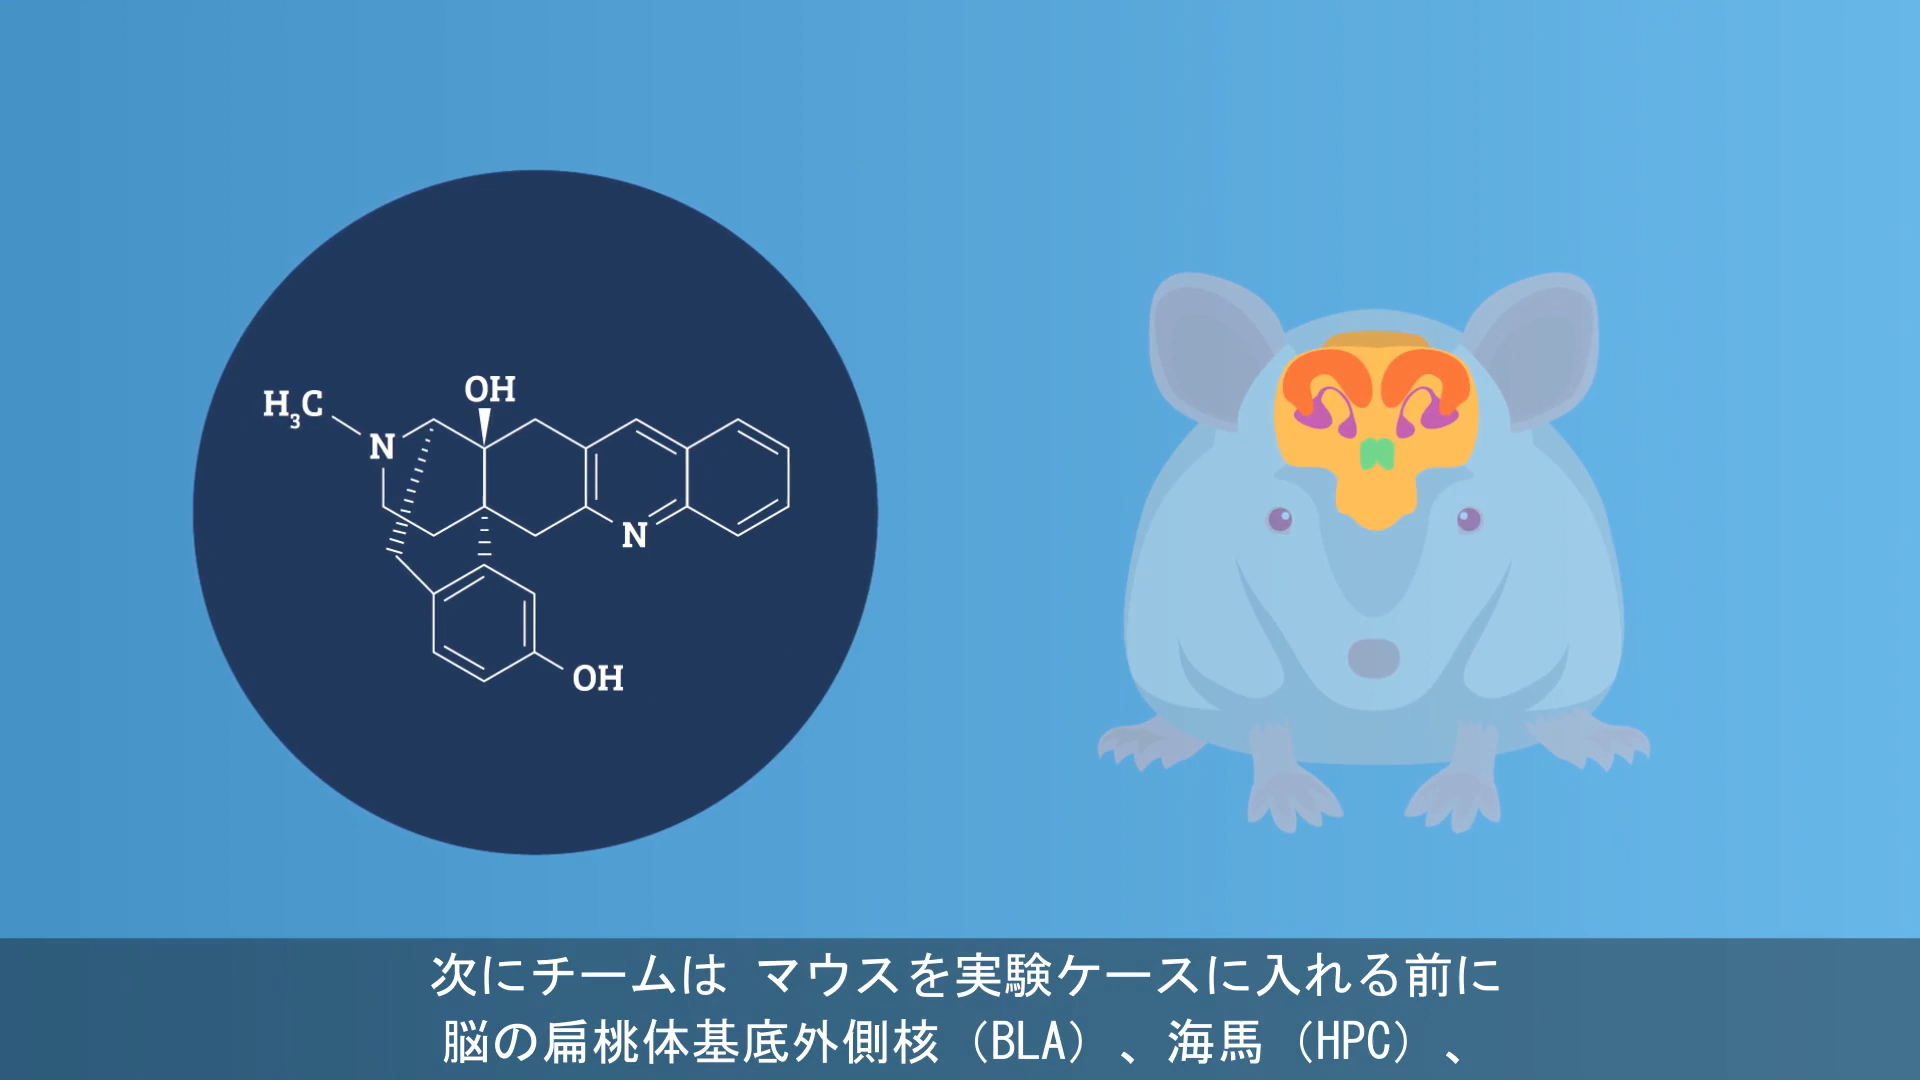 OH
H₃C
N
N
OH
次にチームは マウスを実験ケースに入れる前に
脳の扁桃体基底外側核（BLA）、海馬（HPC）、